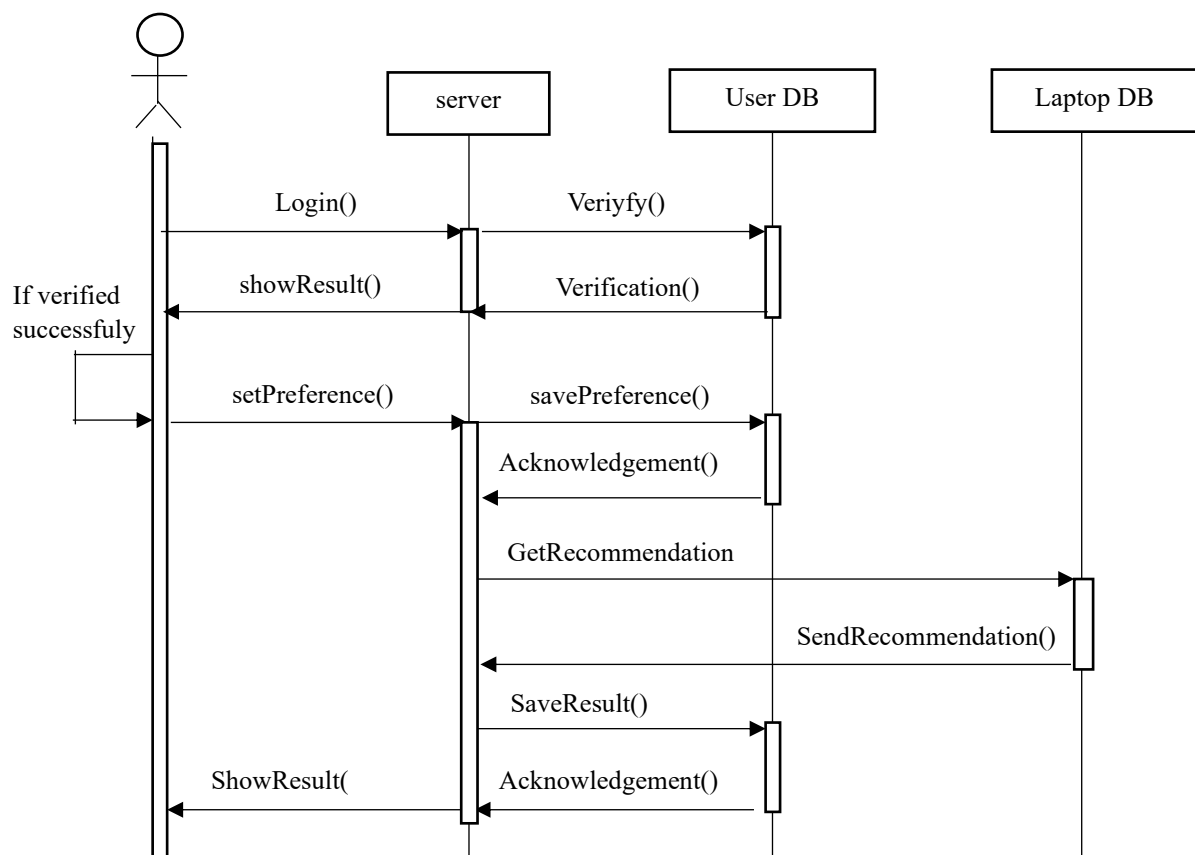 server
User DB
Laptop DB
Login()
Veriyfy()
showResult()
Verification()
If verified
successfuly
setPreference()
savePreference()
Acknowledgement()
GetRecommendation
SendRecommendation()
SaveResult()
ShowResult(
Acknowledgement()